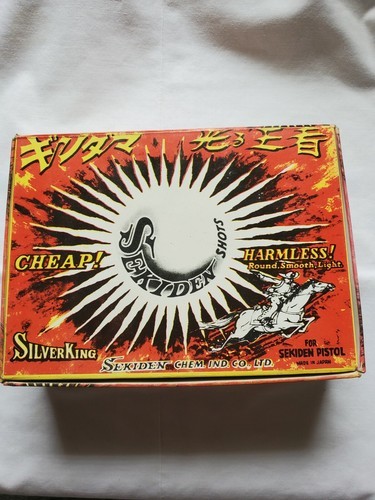 ギンダマ 光る王者
SEKIDEN SHOTS
CHEAP!
HARMLESS!
Round, Smooth, Light.
SILVER KING
FOR
SEKIDEN PISTOL
MADE IN JAPAN
SEKIDEN CHEM. IND. CO., LTD.